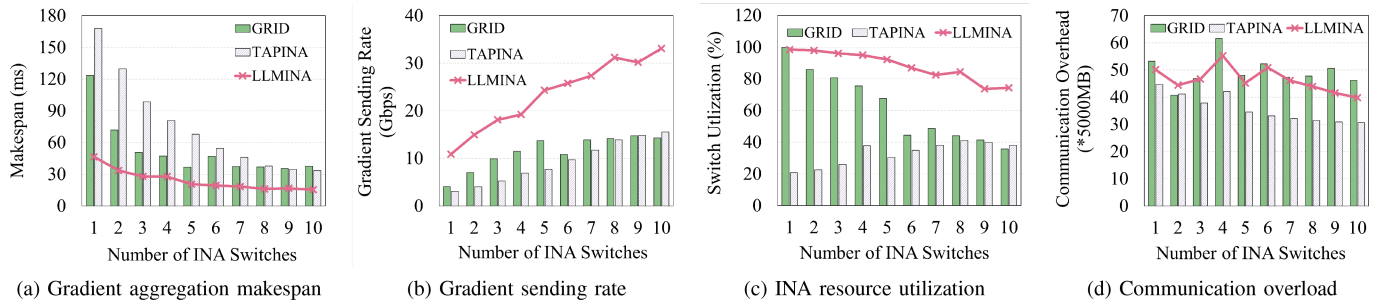 Makespan (ms)
180
150
120
90
60
30
0
GRID
TAPINA
LLMINA
1 2 3 4 5 6 7 8 9 10
Number of INA Switches
(a) Gradient aggregation makespan
Gradient Sending Rate
(Gbps)
40
30
20
10
0
GRID
TAPINA
LLMINA
1 2 3 4 5 6 7 8 9 10
Number of INA Switches
(b) Gradient sending rate
Switch Utilization (%)
120
100
80
60
40
20
0
GRID TAPINA LLMINA
1 2 3 4 5 6 7 8 9 10
Number of INA Switches
(c) INA resource utilization
Communication Overhead
(*50000MB)
70
60
50
40
30
20
10
0
GRID TAPINA LLMINA
1 2 3 4 5 6 7 8 9 10
Number of INA Switches
(d) Communication overload